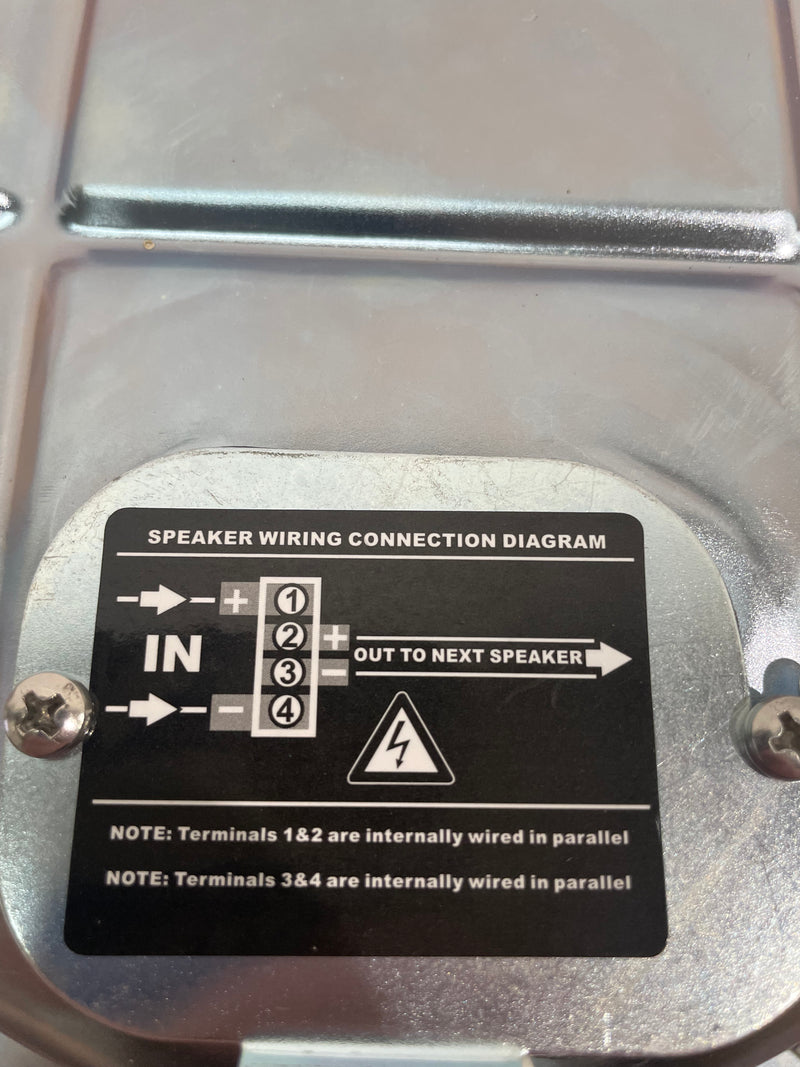 SPEAKER WIRING CONNECTION DIAGRAM
+ 1
IN
2 +
OUT TO NEXT SPEAKER
3 −
− 4
NOTE: Terminals 1&2 are internally wired in parallel
NOTE: Terminals 3&4 are internally wired in parallel